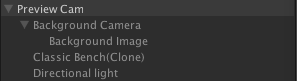 Preview Cam
Background Camera
Background Image
Classic Bench(Clone)
Directional light